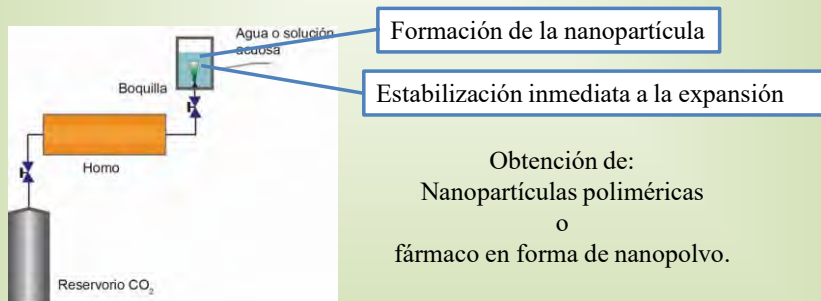 Formación de la nanopartícula
Agua o solución
acuosa
Estabilización inmediata a la expansión
Boquilla
Horno
Obtención de:
Nanopartículas poliméricas
o
fármaco en forma de nanopolvo.
Reservorio CO₂